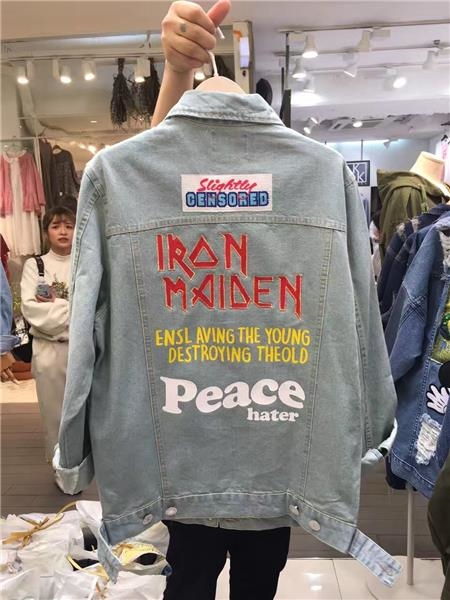 Slightly
CENSORED
IRON
MAIDEN
ENSL AVING THE YOUNG
DESTROYING THEOLD
Peace
hater